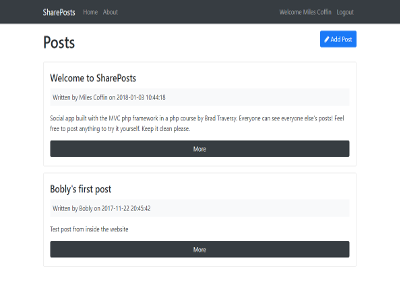 SharePosts Home About Welcome Miles Coffin Logout
Posts Add Post
Welcome to SharePosts
Written by Miles Coffin on 2018-01-03 10:44:18
Social app built with the MVC php framework in a php course by Brad Traversy. Everyone can see everyone else's posts! Feel
free to post anything to try it yourself. Keep it clean please.
More
Bobly's first post
Written by Bobly on 2017-11-22 20:45:42
Test post from inside the website
More